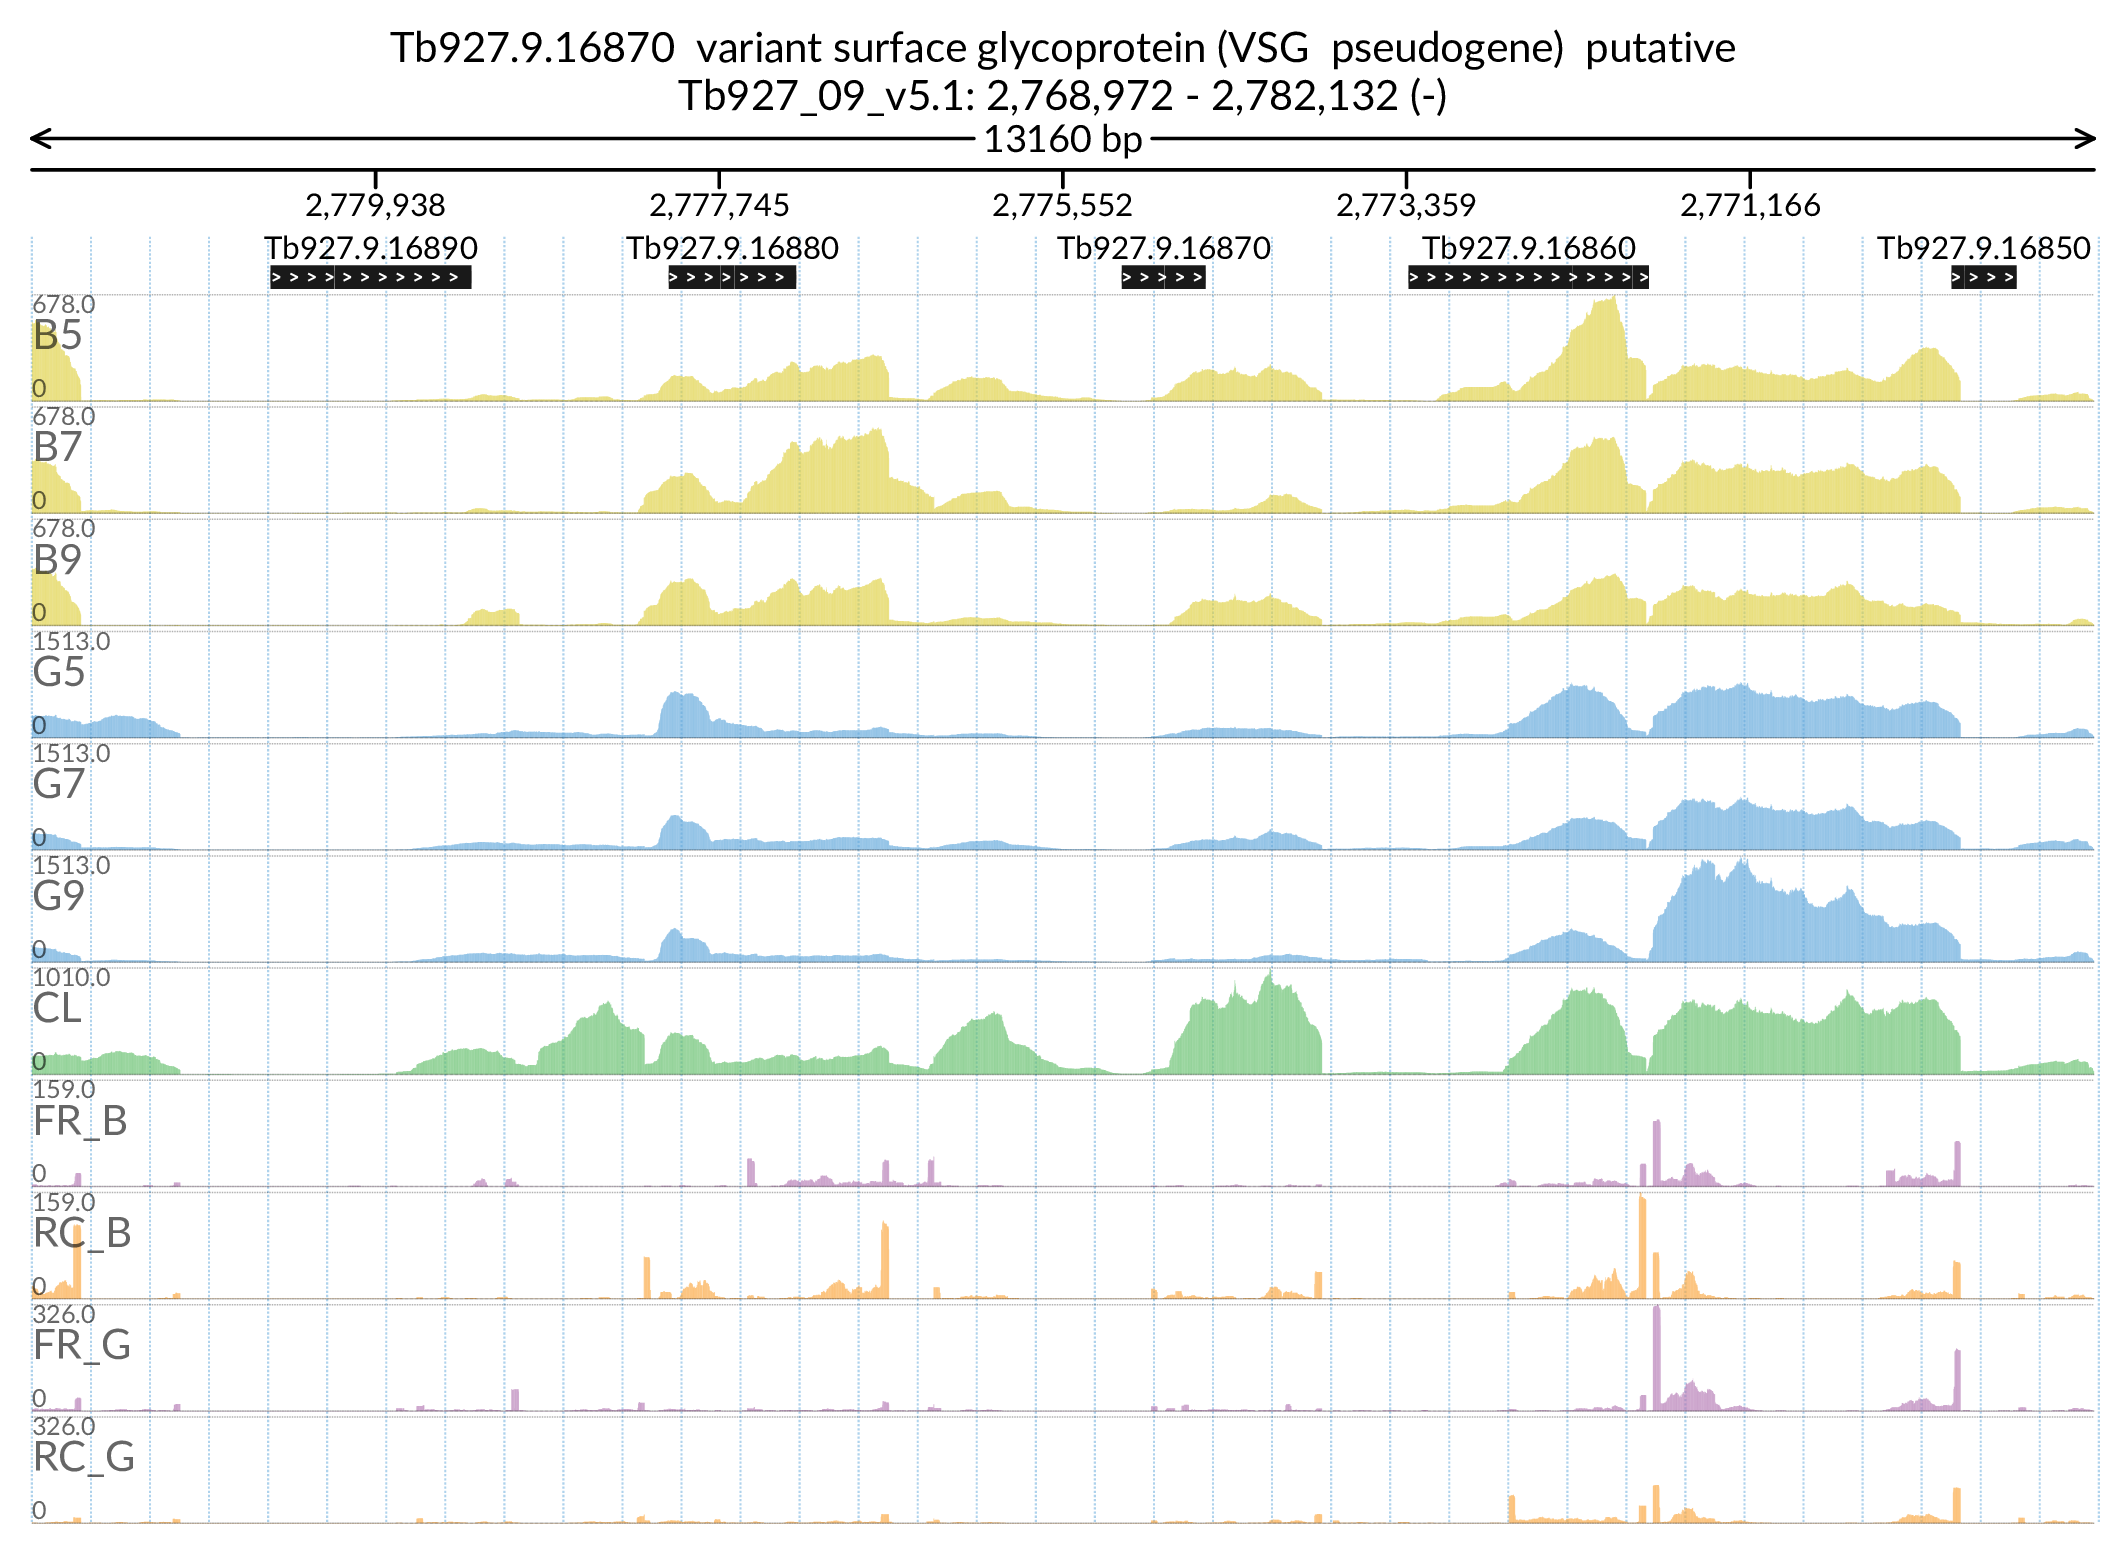 Tb927.9.16870  variant surface glycoprotein (VSG  pseudogene)  putative
Tb927_09_v5.1: 2,768,972 - 2,782,132 (-)
13160 bp
2,779,938 2,777,745 2,775,552 2,773,359 2,771,166
Tb927.9.16890 Tb927.9.16880 Tb927.9.16870 Tb927.9.16860 Tb927.9.16850
678.0
B5
0
678.0
B7
0
678.0
B9
0
1513.0
G5
0
1513.0
G7
0
1513.0
G9
0
1010.0
CL
0
159.0
FR_B
0
159.0
RC_B
0
326.0
FR_G
0
326.0
RC_G
0